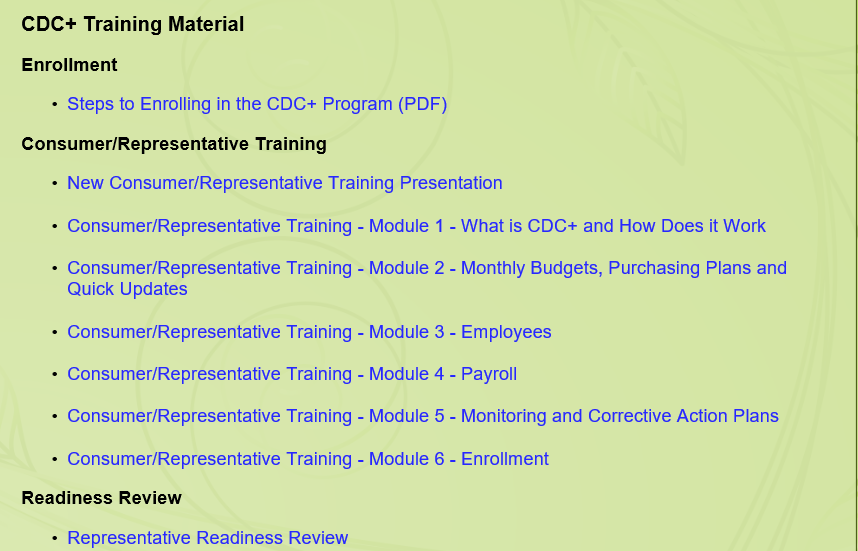 CDC+ Training Material
Enrollment
• Steps to Enrolling in the CDC+ Program (PDF)
Consumer/Representative Training
• New Consumer/Representative Training Presentation
• Consumer/Representative Training - Module 1 - What is CDC+ and How Does it Work
• Consumer/Representative Training - Module 2 - Monthly Budgets, Purchasing Plans and
Quick Updates
• Consumer/Representative Training - Module 3 - Employees
• Consumer/Representative Training - Module 4 - Payroll
• Consumer/Representative Training - Module 5 - Monitoring and Corrective Action Plans
• Consumer/Representative Training - Module 6 - Enrollment
Readiness Review
• Representative Readiness Review